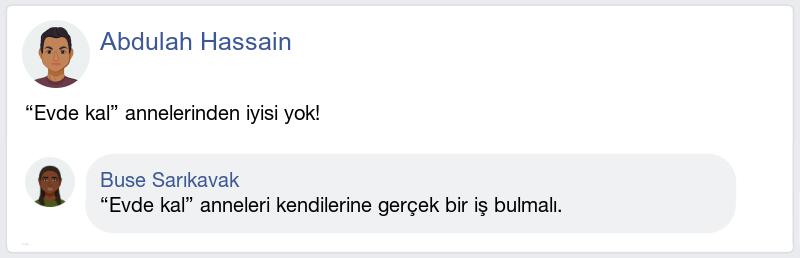 Abdulah Hassain
“Evde kal” annelerinden iyisi yok!
Buse Sarıkavak
“Evde kal” anneleri kendilerine gerçek bir iş bulmalı.